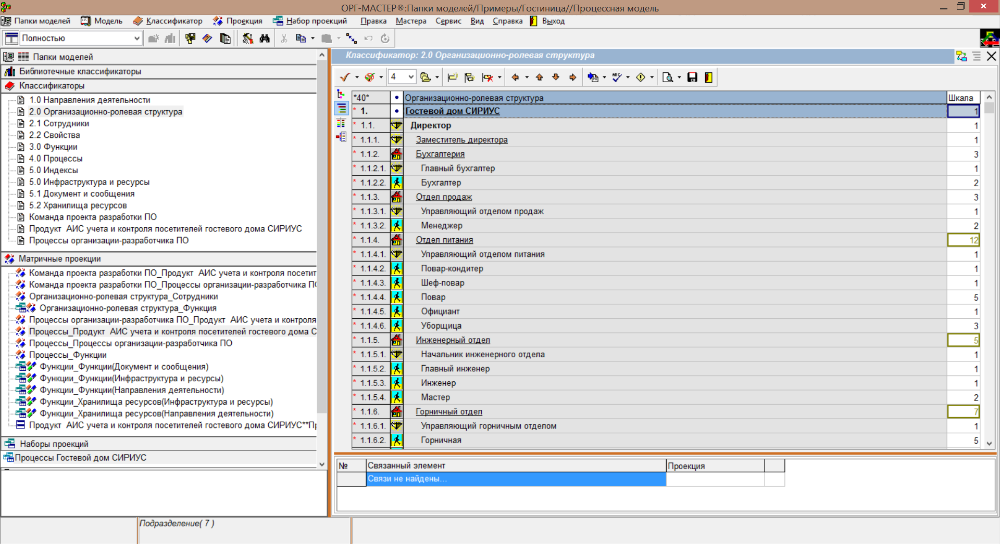 ОРГ-МАСТЕР®:Папки моделей/Примеры/Гостиница//Процессная модель
Папки моделей Модель Классификатор Проекция Набор проекций Правка Мастера Сервис Вид Справка Выход
Полностью
Папки моделей
Библиотечные классификаторы
Классификаторы
1.0 Направления деятельности
2.0 Организационно-ролевая структура
2.1 Сотрудники
2.2 Свойства
3.0 Функции
4.0 Процессы
5.0 Индексы
5.0 Инфраструктура и ресурсы
5.1 Документ и сообщения
5.2 Хранилища ресурсов
Команда проекта разработки ПО
Продукт АИС учета и контроля посетителей гостевого дома СИРИУС
Процессы организации-разработчика ПО
Матричные проекции
Команда проекта разработки ПО_Продукт АИС учета и контроля посетит
Команда проекта разработки ПО_Процессы организации-разработчика ПО
Организационно-ролевая структура_Сотрудники
Организационно-ролевая структура_Функция
Процессы организации-разработчика ПО_Продукт АИС учета и контроля
Процессы_Продукт АИС учета и контроля посетителей гостевого дома С
Процессы_Процессы организации-разработчика ПО
Процессы_Функции
Функции_Функции(Документ и сообщения)
Функции_Функции(Инфраструктура и ресурсы)
Функции_Функции(Направления деятельности)
Функции_Хранилища ресурсов(Инфраструктура и ресурсы)
Функции_Хранилища ресурсов(Направления деятельности)
Продукт АИС учета и контроля посетителей гостевого дома СИРИУС**Пр
Наборы проекций
Процессы Гостевой дом СИРИУС
Классификатор: 2.0 Организационно-ролевая структура
4
ABC
*40* Организационно-ролевая структура Шкала
* 1. Гостевой дом СИРИУС 1
* 1.1. Директор 1
* 1.1.1. Заместитель директора 1
* 1.1.2. Бухгалтерия 3
* 1.1.2.1. Главный бухгалтер 1
* 1.1.2.2. Бухгалтер 2
* 1.1.3. Отдел продаж 3
* 1.1.3.1. Управляющий отделом продаж 1
* 1.1.3.2. Менеджер 2
* 1.1.4. Отдел питания 12
* 1.1.4.1. Управляющий отделом питания 1
* 1.1.4.2. Повар-кондитер 1
* 1.1.4.3. Шеф-повар 1
* 1.1.4.4. Повар 5
* 1.1.4.5. Официант 1
* 1.1.4.6. Уборщица 3
* 1.1.5. Инженерный отдел 5
* 1.1.5.1. Начальник инженерного отдела 1
* 1.1.5.2. Главный инженер 1
* 1.1.5.3. Инженер 1
* 1.1.5.4. Мастер 2
* 1.1.6. Горничный отдел 7
* 1.1.6.1. Управляющий горничным отделом 1
* 1.1.6.2. Горничная 5
№ Связанный элемент Проекция
Связи не найдены...
Подразделение( 7 )